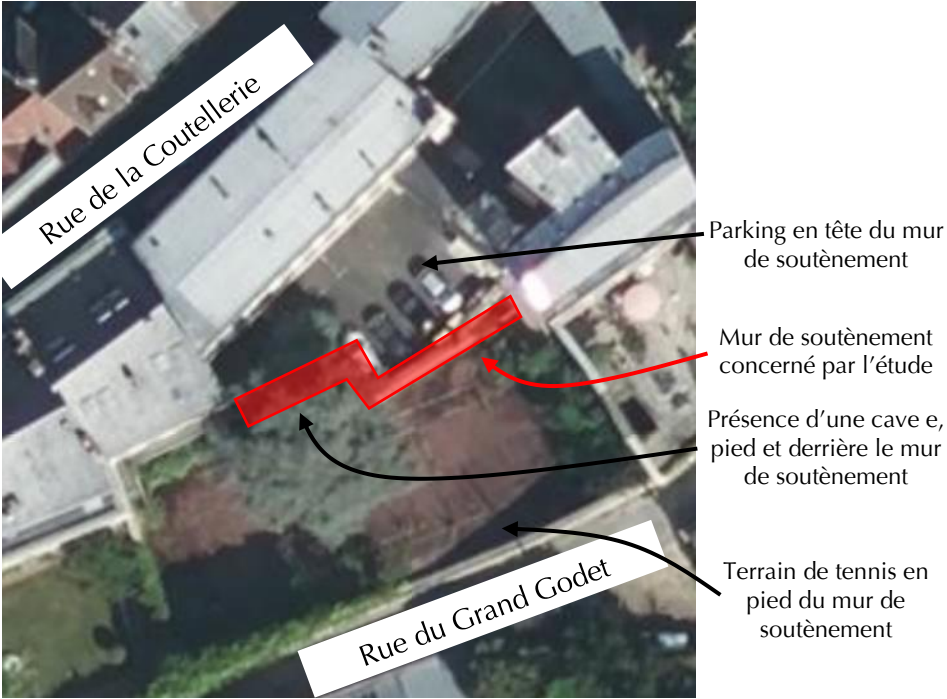 Rue de la Coutellerie
Parking en tête du mur
de soutènement
Mur de soutènement
concerné par l'étude
Présence d'une cave e,
pied et derrière le mur
de soutènement
Terrain de tennis en
pied du mur de
soutènement
Rue du Grand Godet